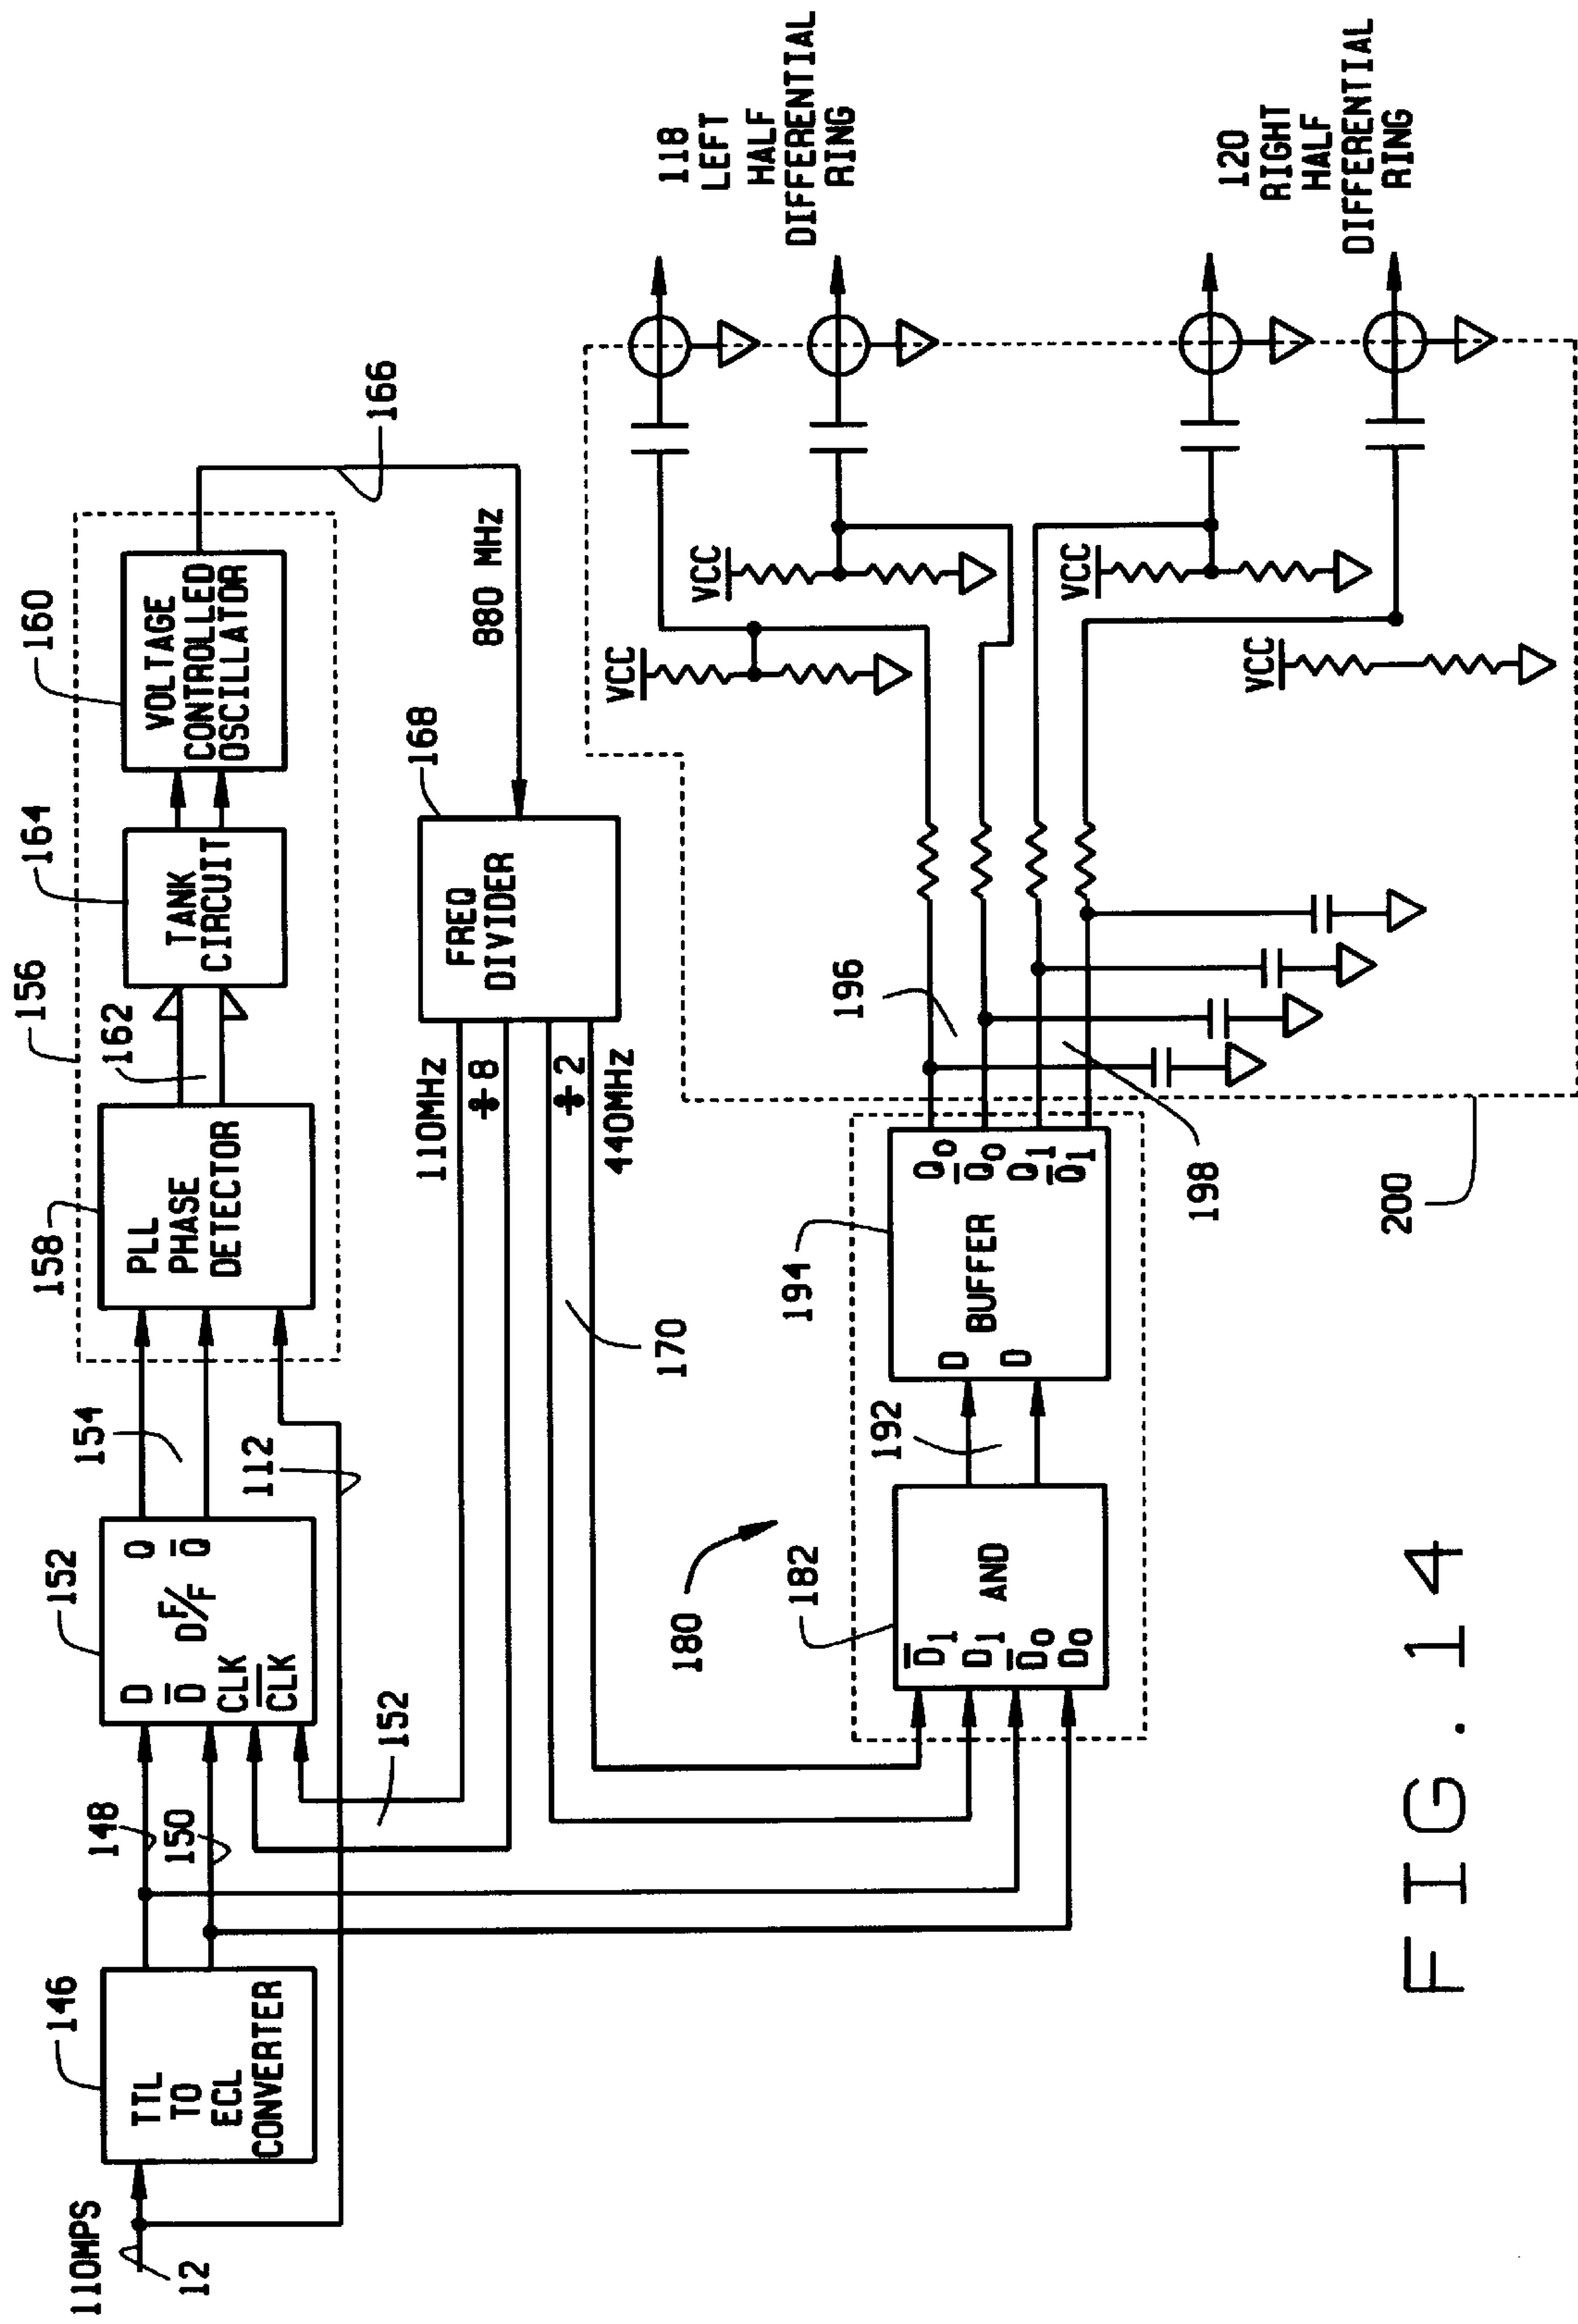 110MPS
12
146
TTL
TO
ECL
CONVERTER
148
150
152
D
D̅
CLK
C̅L̅K̅
DF/F
Q
Q̅
154
112
156
158
PLL
PHASE
DETECTOR
162
164
TANK
CIRCUIT
160
VOLTAGE
CONTROLLED
OSCILLATOR
166
880 MHz
168
FREQ
DIVIDER
110MHz
÷8
÷2
440MHz
152
170
180
182
D̅1
D1
D̅0
D0
AND
192
194
D
D
BUFFER
Q0
Q̅0
Q1
Q̅1
196
198
200
VCC
VCC
VCC
VCC
118
LEFT
HALF
DIFFERENTIAL
RING
120
RIGHT
HALF
DIFFERENTIAL
RING
FIG. 14